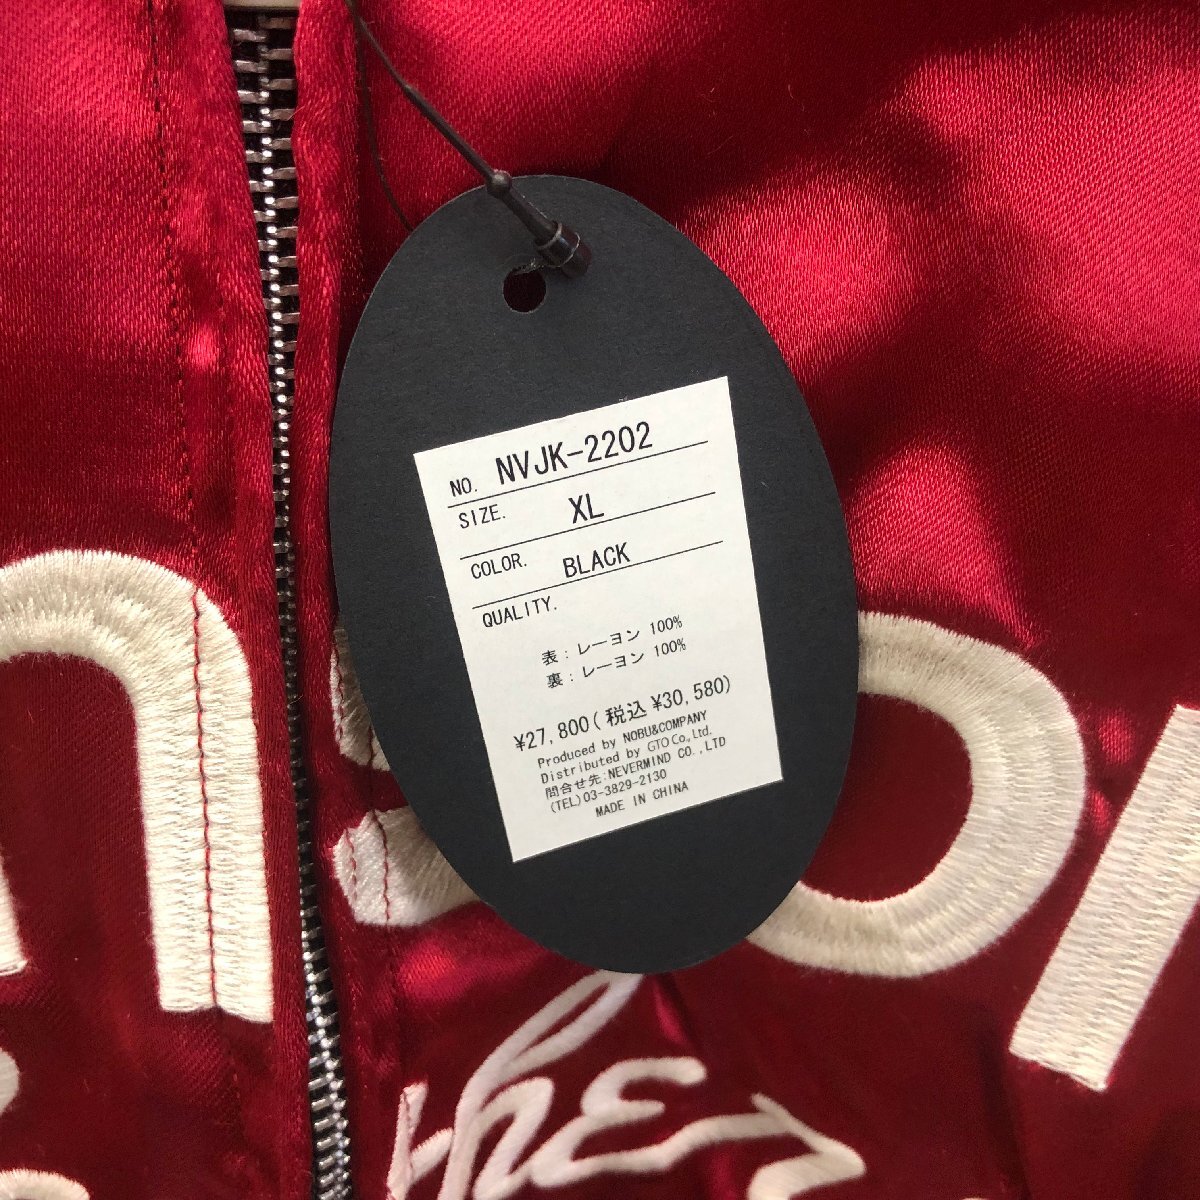 NO. NVJK-2202
SIZE. XL
COLOR. BLACK
QUALITY.
表：レーヨン 100%
裏：レーヨン 100%
¥27,800(税込¥30,580)
Produced by NOBU&COMPANY
Distributed by GTO Co,.Ltd.
問合せ先:NEVERMIND CO.,LTD
(TEL)03-3829-2130
MADE IN CHINA